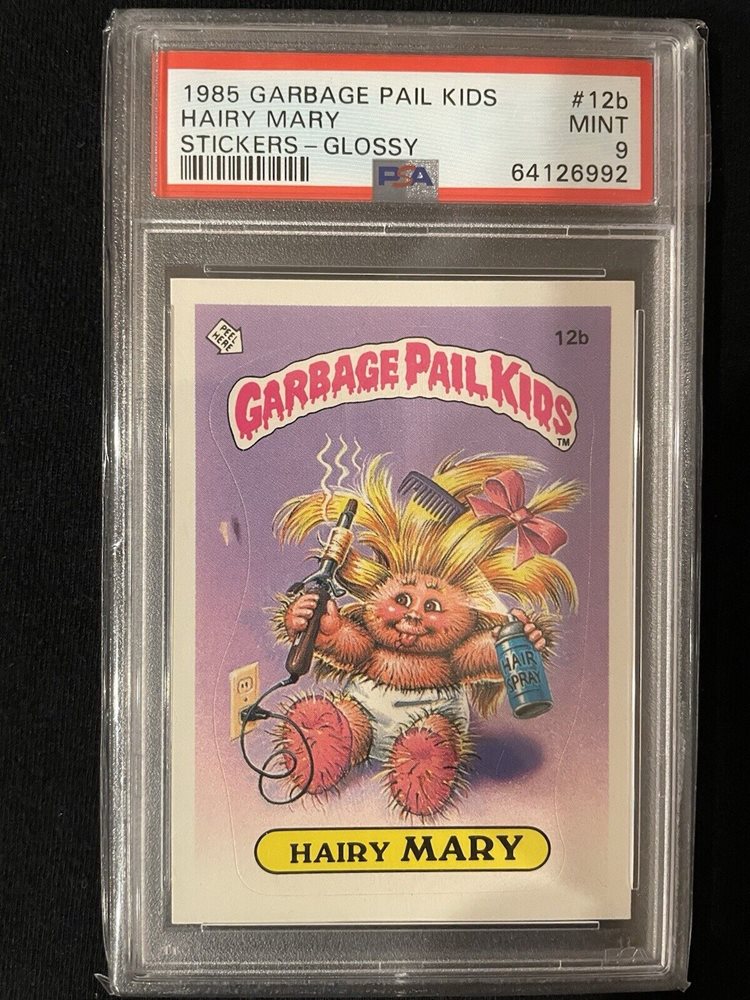 1985 GARBAGE PAIL KIDS #12b
HAIRY MARY MINT
STICKERS – GLOSSY 9
PSA 64126992
PEEL
HERE
12b
GARBAGE PAIL KIDS
TM
HAIR
SPRAY
HAIRY MARY